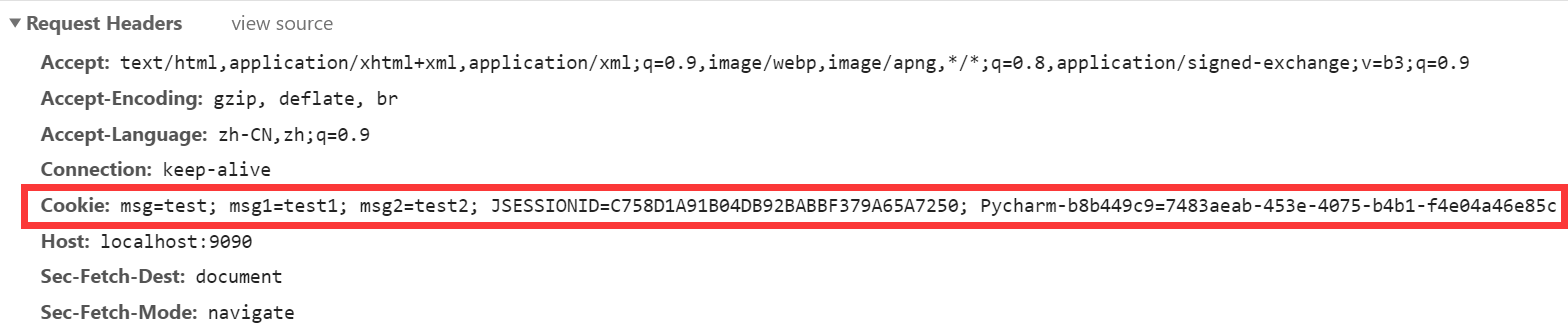 Request Headers view source
Accept: text/html,application/xhtml+xml,application/xml;q=0.9,image/webp,image/apng,*/*;q=0.8,application/signed-exchange;v=b3;q=0.9
Accept-Encoding: gzip, deflate, br
Accept-Language: zh-CN,zh;q=0.9
Connection: keep-alive
Cookie: msg=test; msg1=test1; msg2=test2; JSESSIONID=C758D1A91B04DB92BABBF379A65A7250; Pycharm-b8b449c9=7483aeab-453e-4075-b4b1-f4e04a46e85c
Host: localhost:9090
Sec-Fetch-Dest: document
Sec-Fetch-Mode: navigate